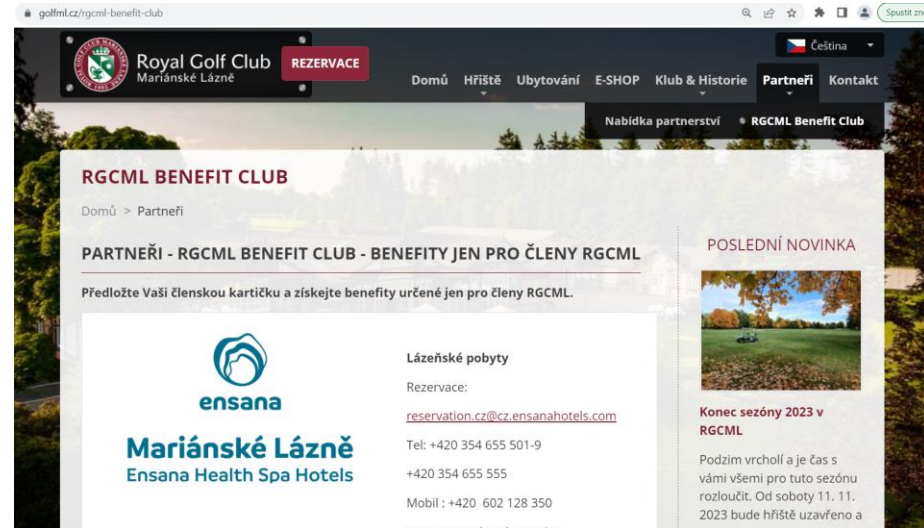 golfml.cz/rgcml-benefit-club
Spustit zno
Royal Golf Club
Mariánské Lázně
REZERVACE
Čeština
Domů Hřiště Ubytování E-SHOP Klub & Historie Partneři Kontakt
Nabídka partnerství RGCML Benefit Club
RGCML BENEFIT CLUB
Domů > Partneři
PARTNEŘI - RGCML BENEFIT CLUB - BENEFITY JEN PRO ČLENY RGCML
Předložte Vaši členskou kartičku a získejte benefity určené jen pro členy RGCML.
ensana
Mariánské Lázně
Ensana Health Spa Hotels
Lázeňské pobyty
Rezervace:
reservation.cz@cz.ensanahotels.com
Tel: +420 354 655 501-9
+420 354 655 555
Mobil : +420 602 128 350
POSLEDNÍ NOVINKA
Konec sezóny 2023 v
RGCML
Podzim vrcholí a je čas s
vámi všemi pro tuto sezónu
rozloučit. Od soboty 11. 11.
2023 bude hřiště uzavřeno a